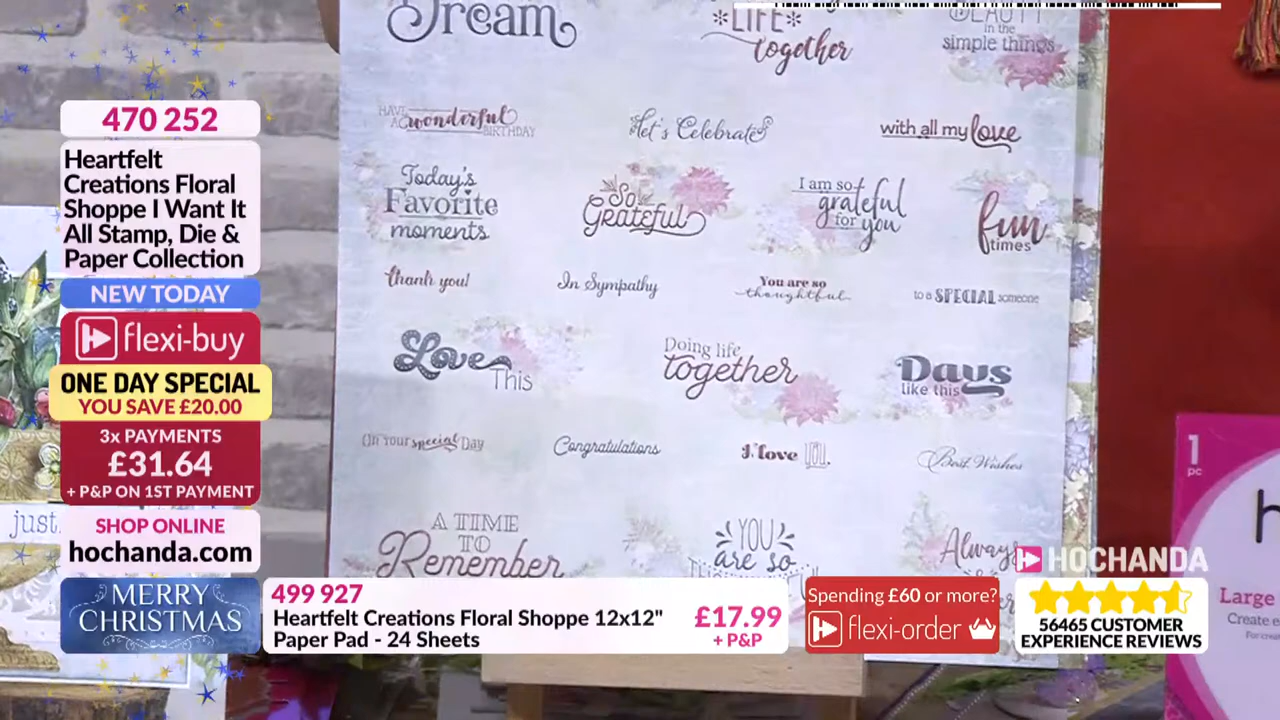 Dream
*LIFE*
together
BEAUTY
in the
simple things
HAVE
A wonderful
BIRTHDAY
let's Celebrate
with all my love
Today's
Favorite
moments
So
Grateful
I am so
grateful
for you
fun
times
thank you!
In Sympathy
You are so
thoughtful
to a SPECIAL someone
Love
This
Doing life
together
Days
like this
On your special Day
Congratulations
I love YOU
Best Wishes
A TIME
TO
Remember
YOU
are so
Always
just
470 252
Heartfelt
Creations Floral
Shoppe I Want It
All Stamp, Die &
Paper Collection
NEW TODAY
flexi-buy
ONE DAY SPECIAL
YOU SAVE £20.00
3x PAYMENTS
£31.64
+ P&P ON 1ST PAYMENT
SHOP ONLINE
hochanda.com
MERRY
CHRISTMAS
499 927
Heartfelt Creations Floral Shoppe 12x12"
Paper Pad - 24 Sheets
£17.99
+ P&P
Spending £60 or more?
flexi-order
HOCHANDA
56465 CUSTOMER
EXPERIENCE REVIEWS
1
pc
h
Large
Create